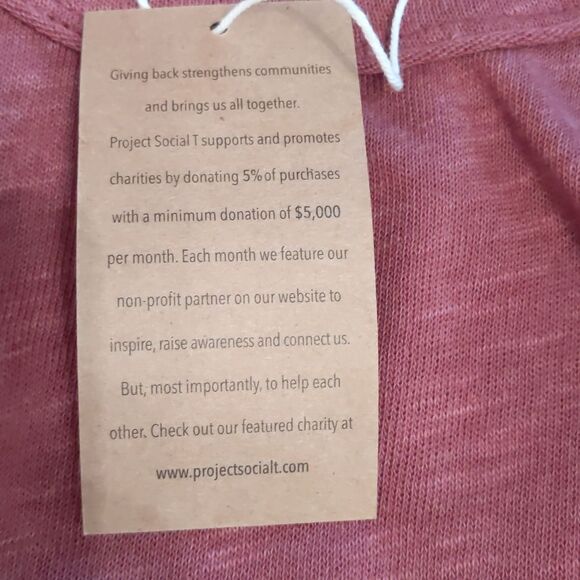 Giving back strengthens communities
and brings us all together.
Project Social T supports and promotes
charities by donating 5% of purchases
with a minimum donation of $5,000
per month. Each month we feature our
non-profit partner on our website to
inspire, raise awareness and connect us.
But, most importantly, to help each
other. Check out our featured charity at
www.projectsocialt.com